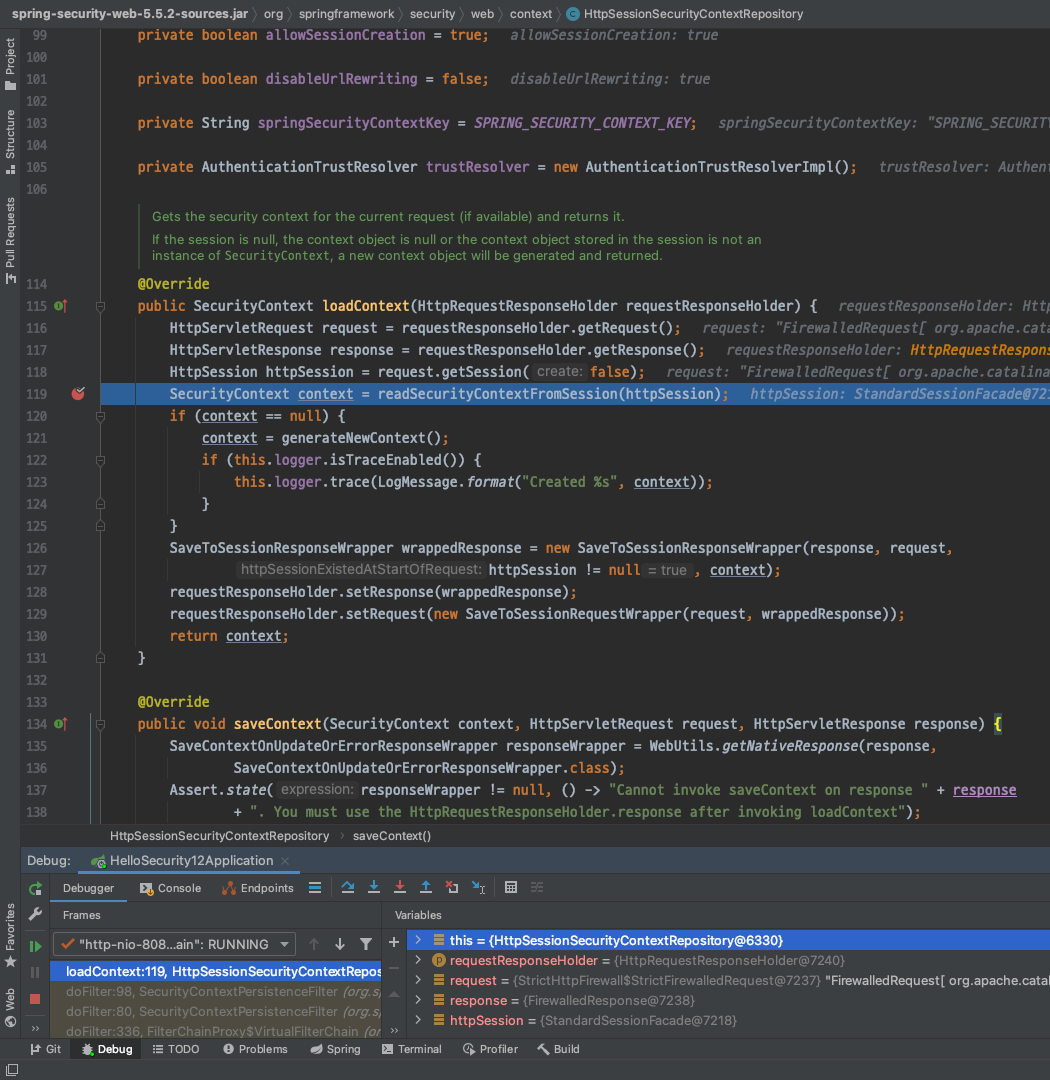 spring-security-web-5.5.2-sources.jar 〉 org 〉 springframework 〉 security 〉 web 〉 context 〉 C HttpSessionSecurityContextRepository
Project
Structure
Pull Requests
Favorites
Web
99 private boolean allowSessionCreation = true; allowSessionCreation: true
100
101 private boolean disableUrlRewriting = false; disableUrlRewriting: true
102
103 private String springSecurityContextKey = SPRING_SECURITY_CONTEXT_KEY; springSecurityContextKey: "SPRING_SECURITY
104
105 private AuthenticationTrustResolver trustResolver = new AuthenticationTrustResolverImpl(); trustResolver: Authen
106
Gets the security context for the current request (if available) and returns it.
If the session is null, the context object is null or the context object stored in the session is not an
instance of SecurityContext, a new context object will be generated and returned.
114 @Override
115 public SecurityContext loadContext(HttpRequestResponseHolder requestResponseHolder) { requestResponseHolder: Http
116 HttpServletRequest request = requestResponseHolder.getRequest(); request: "FirewalledRequest[ org.apache.cata
117 HttpServletResponse response = requestResponseHolder.getResponse(); requestResponseHolder: HttpRequestRespons
118 HttpSession httpSession = request.getSession( create: false); request: "FirewalledRequest[ org.apache.catalina
119 SecurityContext context = readSecurityContextFromSession(httpSession); httpSession: StandardSessionFacade@721
120 if (context == null) {
121 context = generateNewContext();
122 if (this.logger.isTraceEnabled()) {
123 this.logger.trace(LogMessage.format("Created %s", context));
124 }
125 }
126 SaveToSessionResponseWrapper wrappedResponse = new SaveToSessionResponseWrapper(response, request,
127 httpSessionExistedAtStartOfRequest: httpSession != null = true , context);
128 requestResponseHolder.setResponse(wrappedResponse);
129 requestResponseHolder.setRequest(new SaveToSessionRequestWrapper(request, wrappedResponse));
130 return context;
131 }
132
133 @Override
134 public void saveContext(SecurityContext context, HttpServletRequest request, HttpServletResponse response) {
135 SaveContextOnUpdateOrErrorResponseWrapper responseWrapper = WebUtils.getNativeResponse(response,
136 SaveContextOnUpdateOrErrorResponseWrapper.class);
137 Assert.state( expression: responseWrapper != null, () -> "Cannot invoke saveContext on response " + response
138 + ". You must use the HttpRequestResponseHolder.response after invoking loadContext");
HttpSessionSecurityContextRepository › saveContext()
Debug: HelloSecurity12Application ×
Debugger Console Endpoints
Frames Variables
"http-nio-808...ain": RUNNING
loadContext:119, HttpSessionSecurityContextRepos
doFilter:98, SecurityContextPersistenceFilter (org.s
doFilter:80, SecurityContextPersistenceFilter (org.s
doFilter:336, FilterChainProxy$VirtualFilterChain (or
this = {HttpSessionSecurityContextRepository@6330}
p requestResponseHolder = {HttpRequestResponseHolder@7240}
request = {StrictHttpFirewall$StrictFirewalledRequest@7237} "FirewalledRequest[ org.apache.catal
response = {FirewalledResponse@7238}
httpSession = {StandardSessionFacade@7218}
Git Debug TODO Problems Spring Terminal Profiler Build